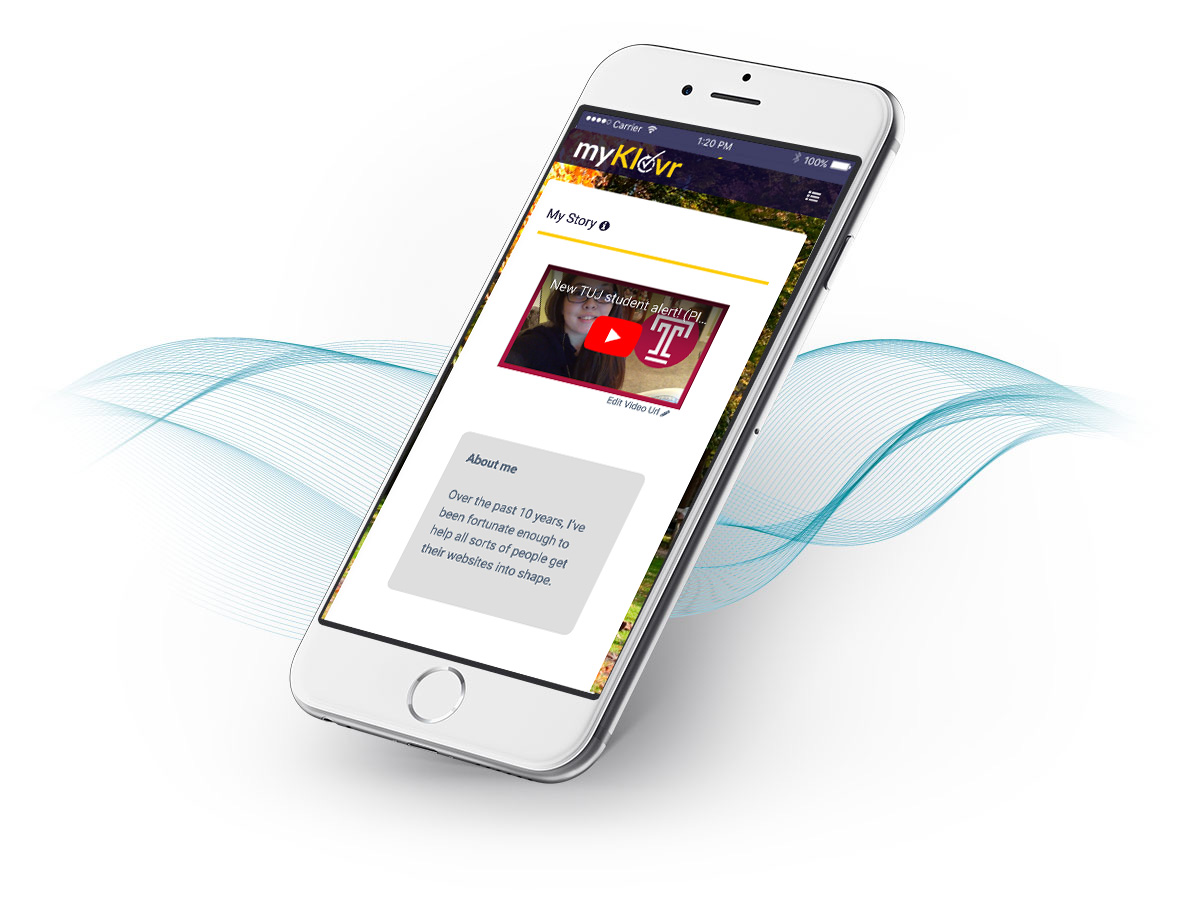 Carrier
1:20 PM
100%
myKlovr
My Story
New TUJ student alert! (Pl...
T
Edit Video Url
About me
Over the past 10 years, I've
been fortunate enough to
help all sorts of people get
their websites into shape.